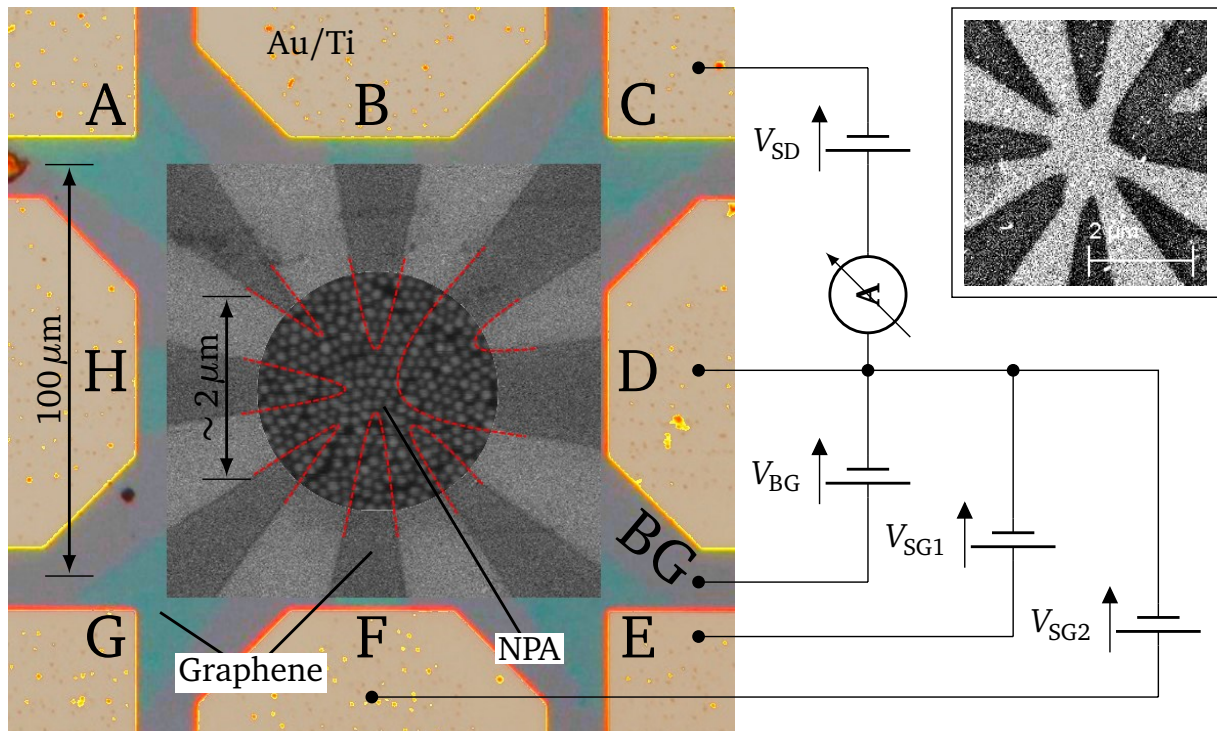 Au/Ti
A
B
C
V_SD
2 μm
100 μm
H
~ 2 μm
A
D
V_BG
BG
V_SG1
G
F
E
V_SG2
Graphene
NPA